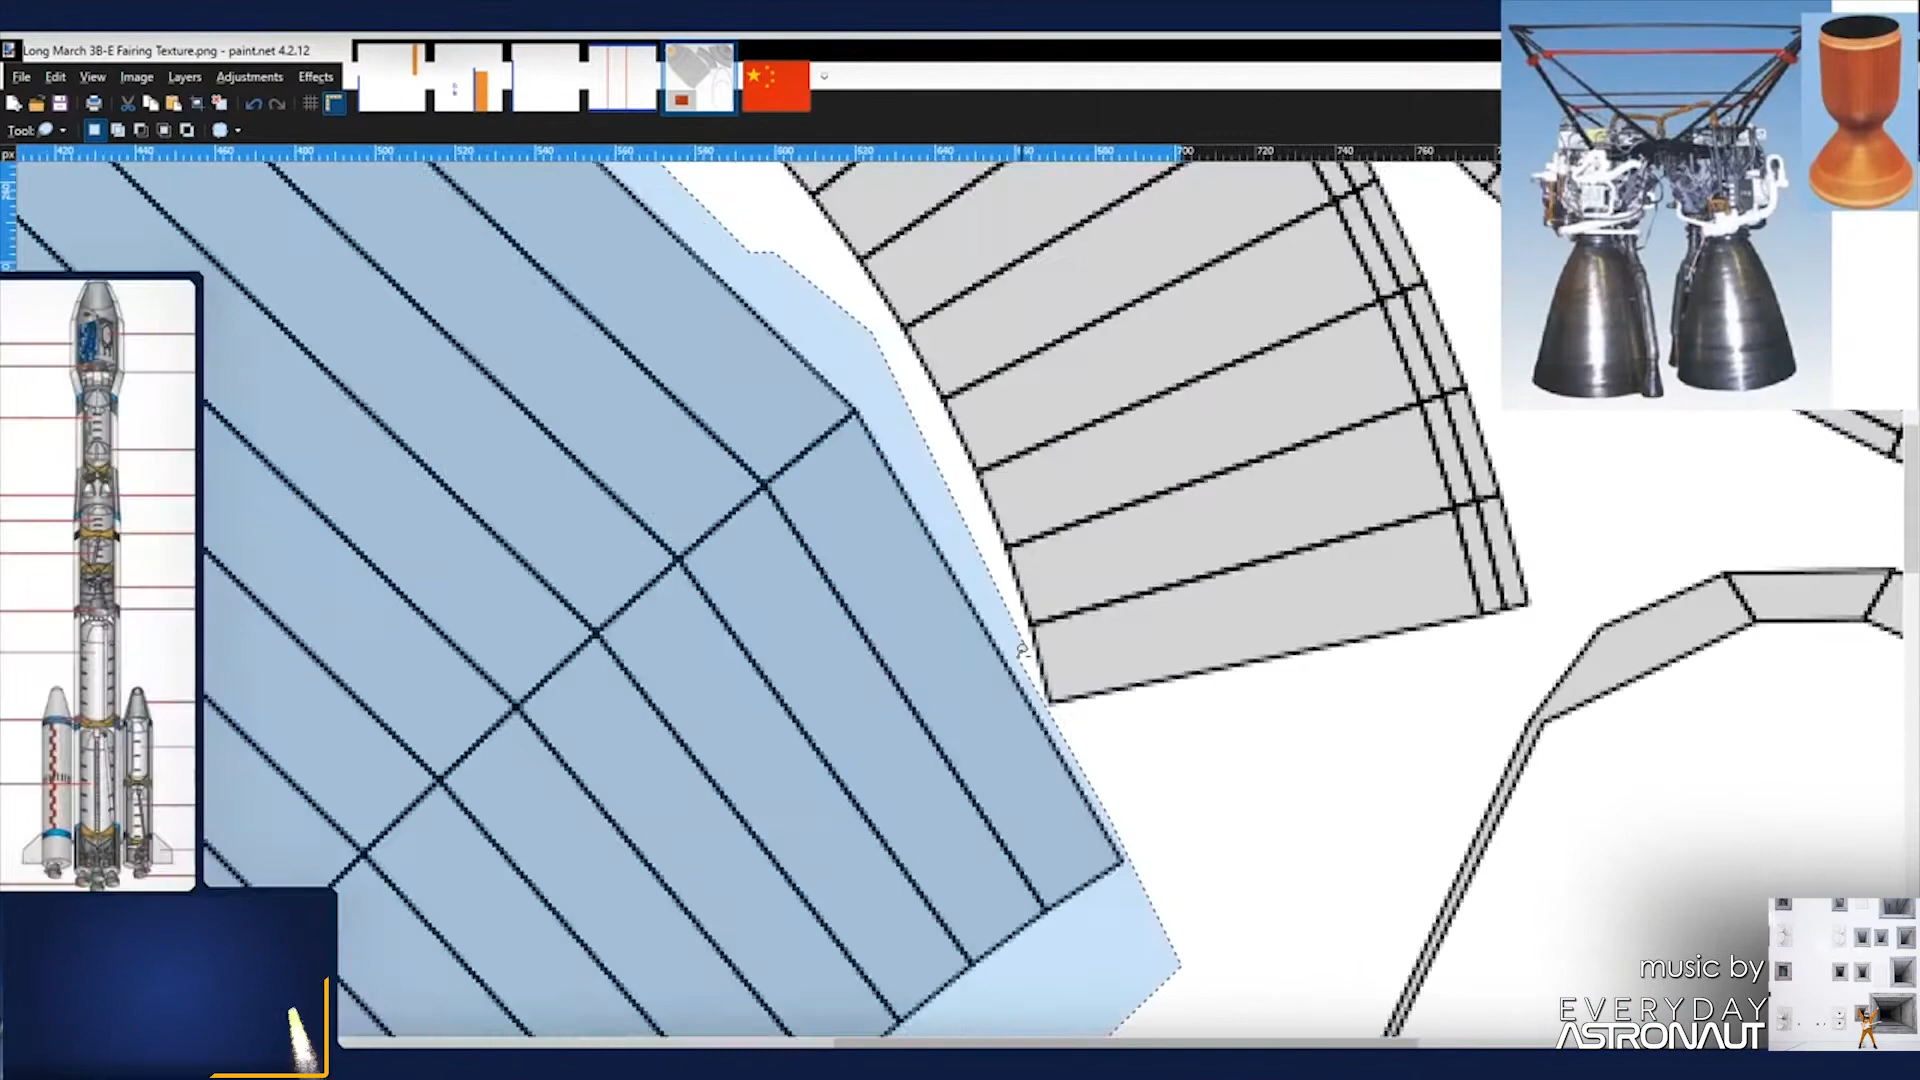 Long March 3B-E Fairing Texture.png - paint.net 4.2.12
File Edit View Image Layers Adjustments Effects
Tool:
px 420 440 460 480 500 520 540 560 580 600 620 640 660 680 700 720 740 760
music by
EVERYDAY
ASTRONAUT